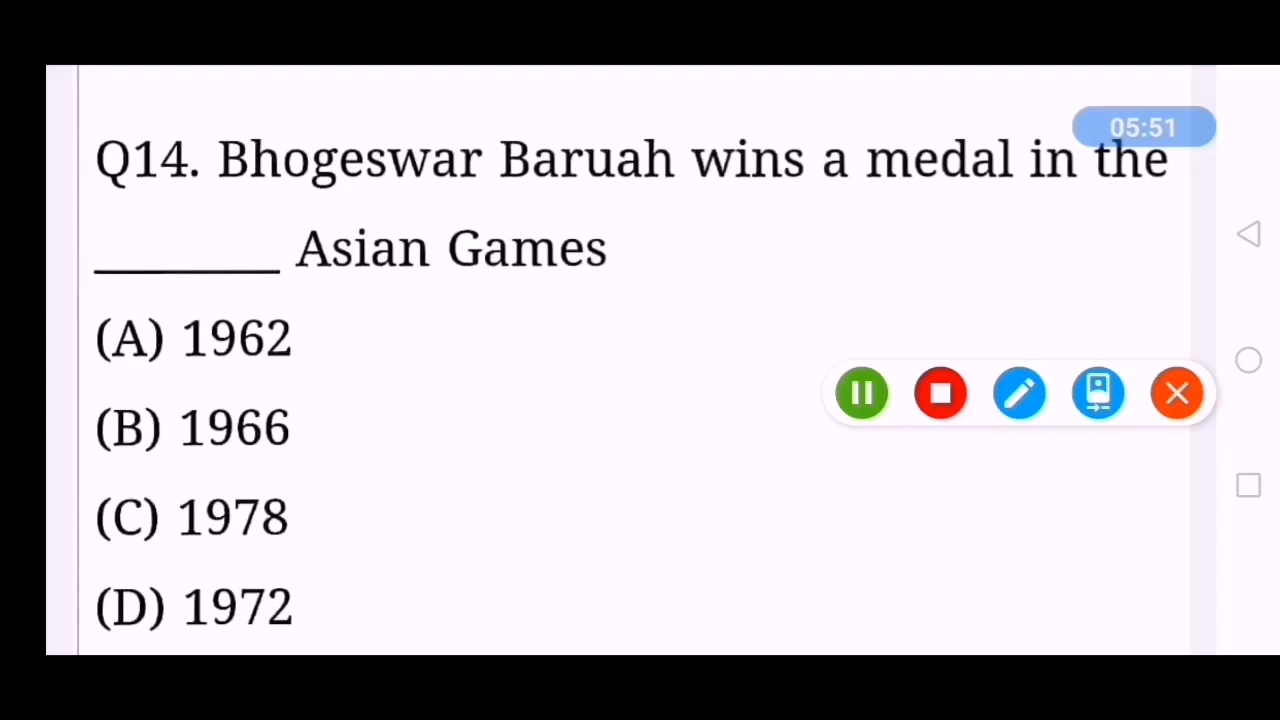 05:51
Q14. Bhogeswar Baruah wins a medal in the
________ Asian Games
(A) 1962
(B) 1966
(C) 1978
(D) 1972